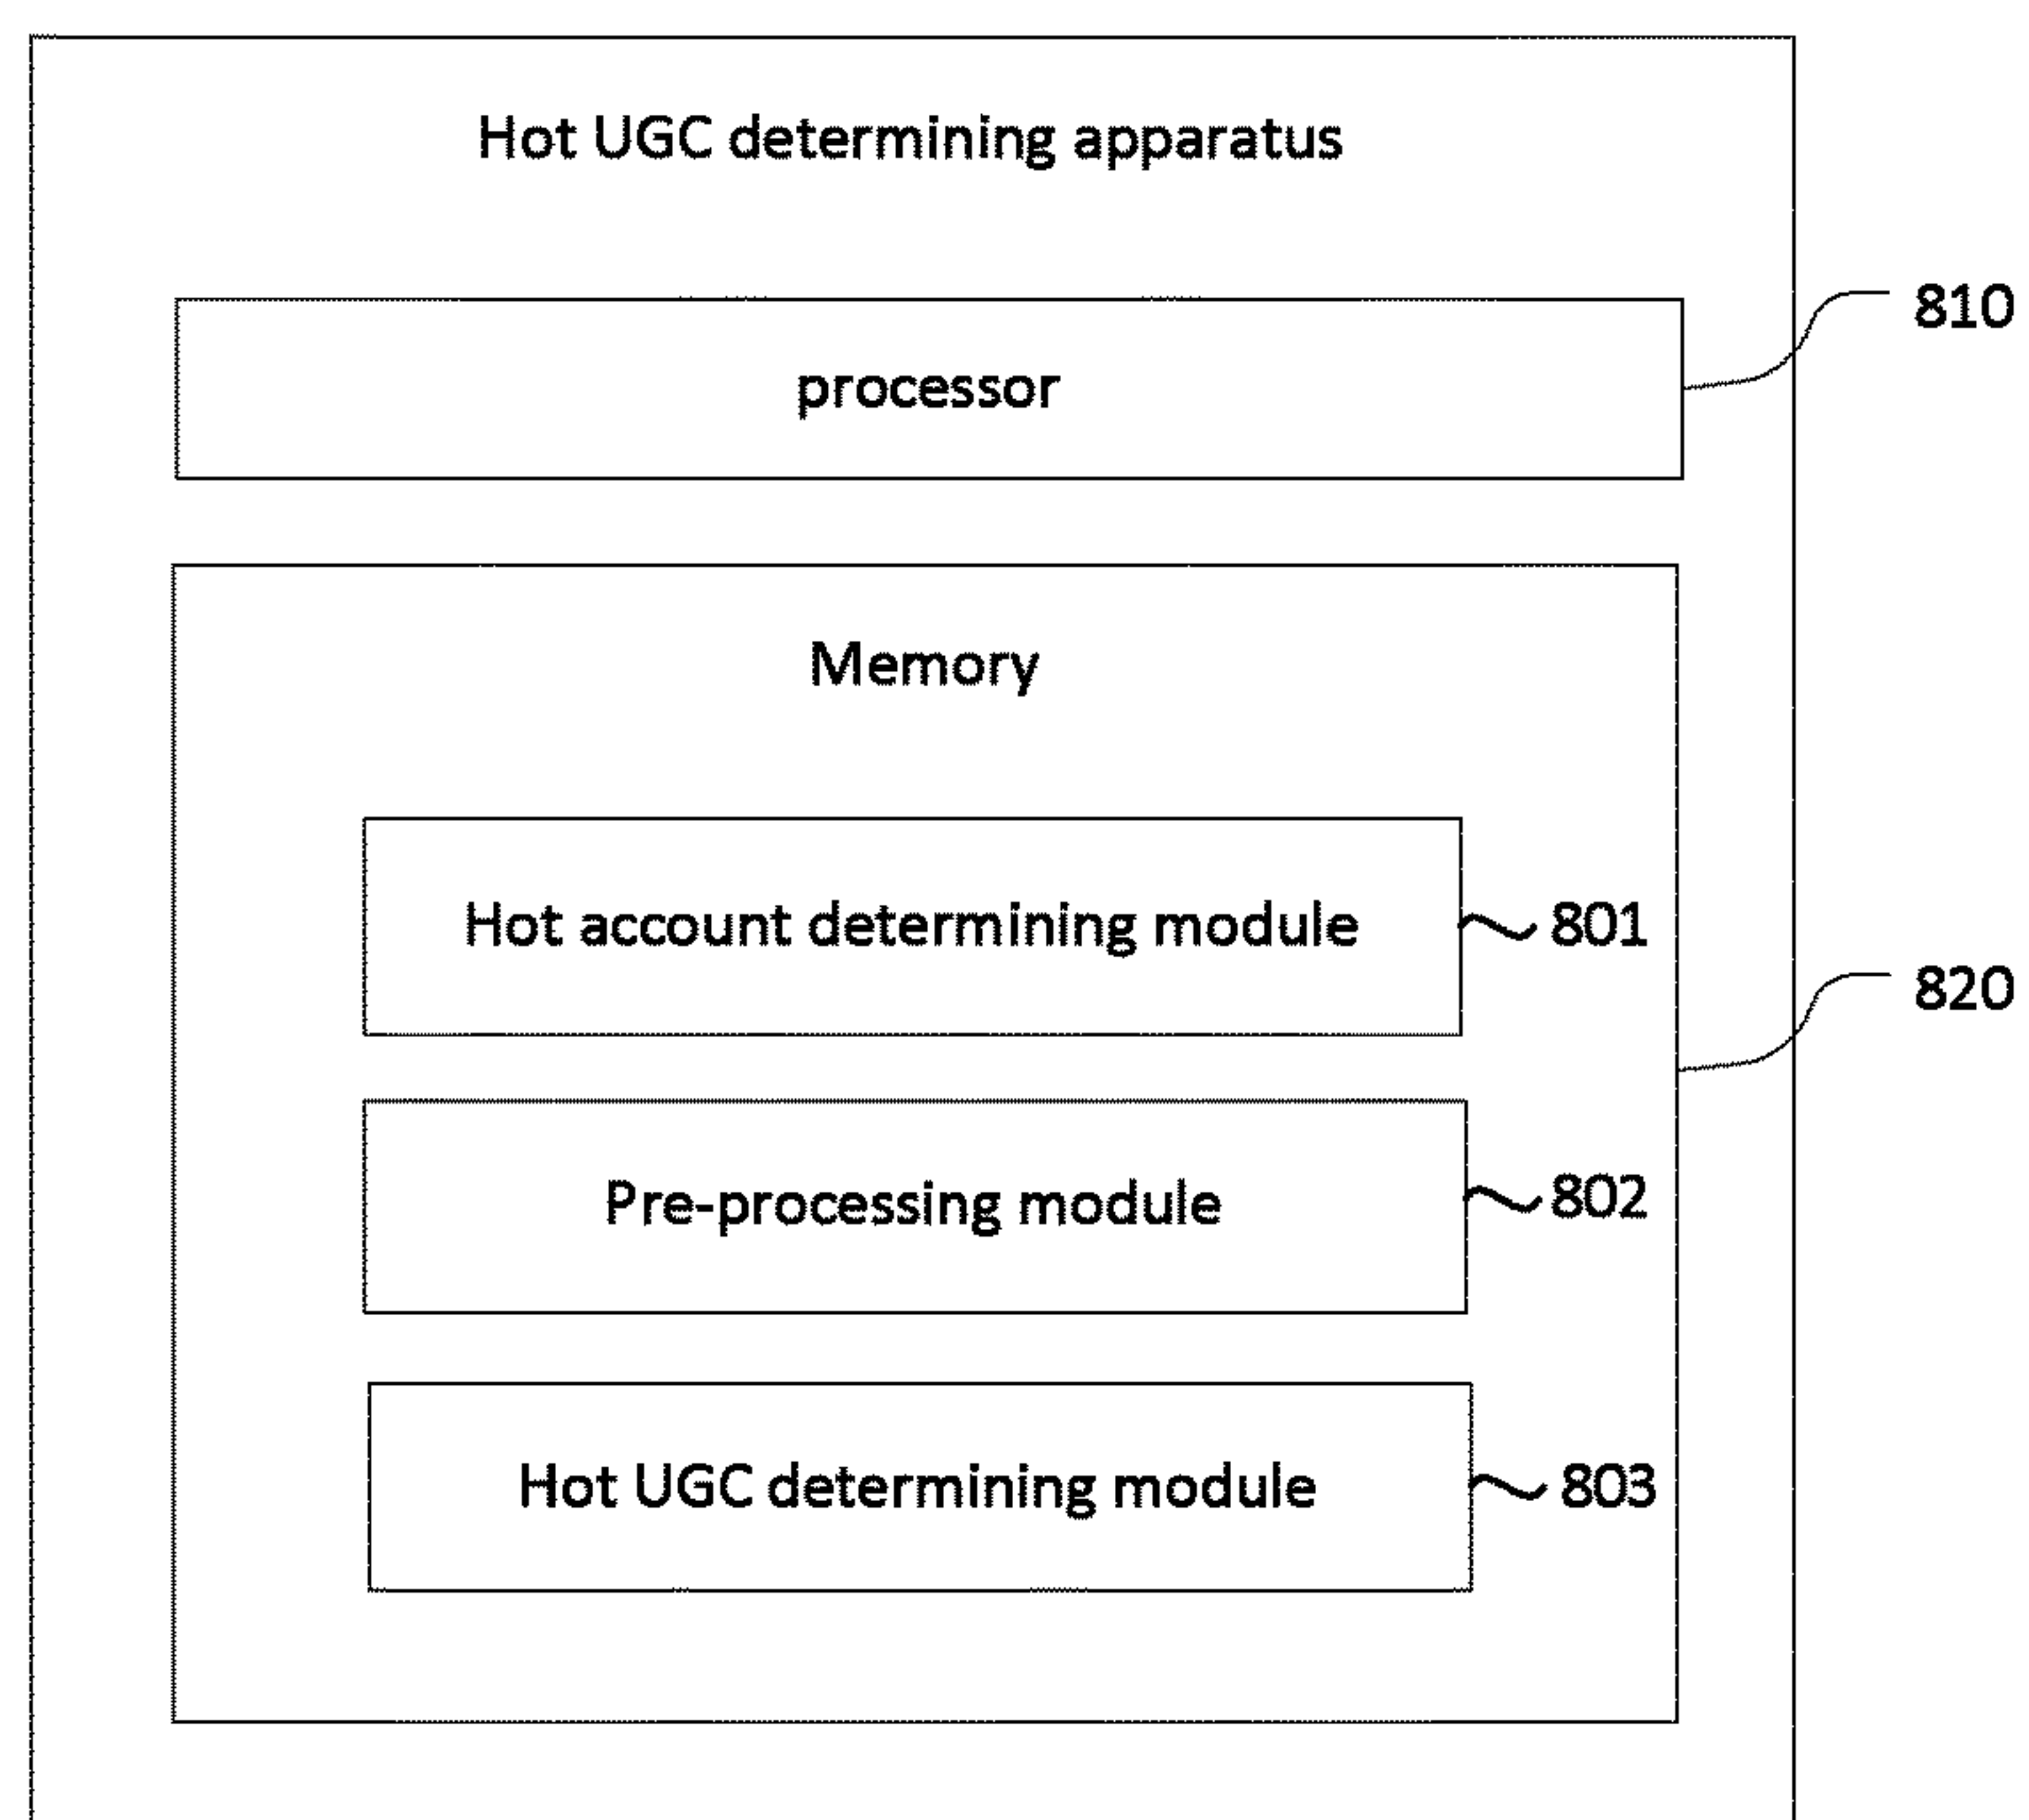 Hot UGC determining apparatus
810
processor
Memory
Hot account determining module
801
820
Pre-processing module
802
Hot UGC determining module
803